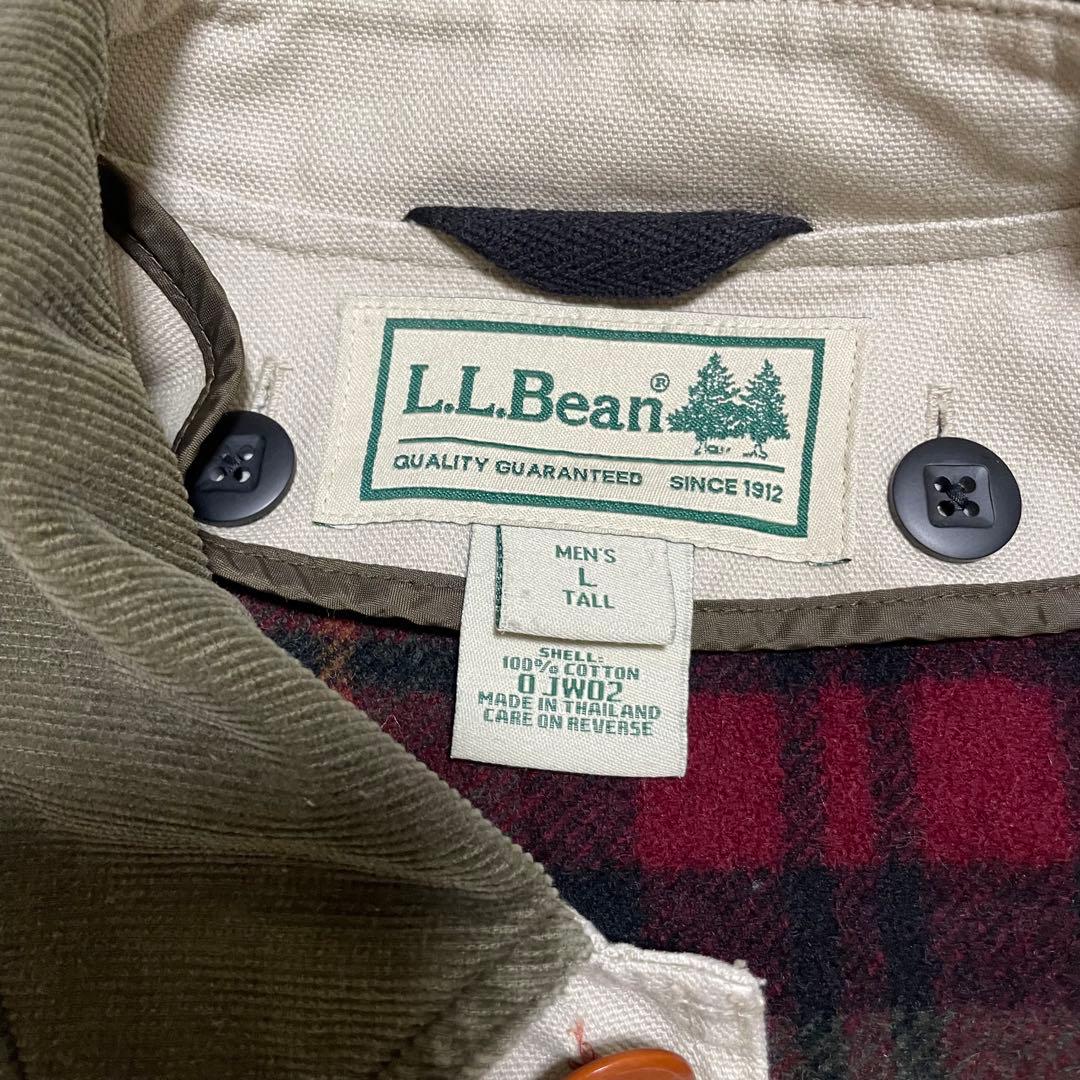 L.L.Bean®
QUALITY GUARANTEED SINCE 1912
MEN'S
L
TALL
SHELL:
100% COTTON
0JW02
MADE IN THAILAND
CARE ON REVERSE